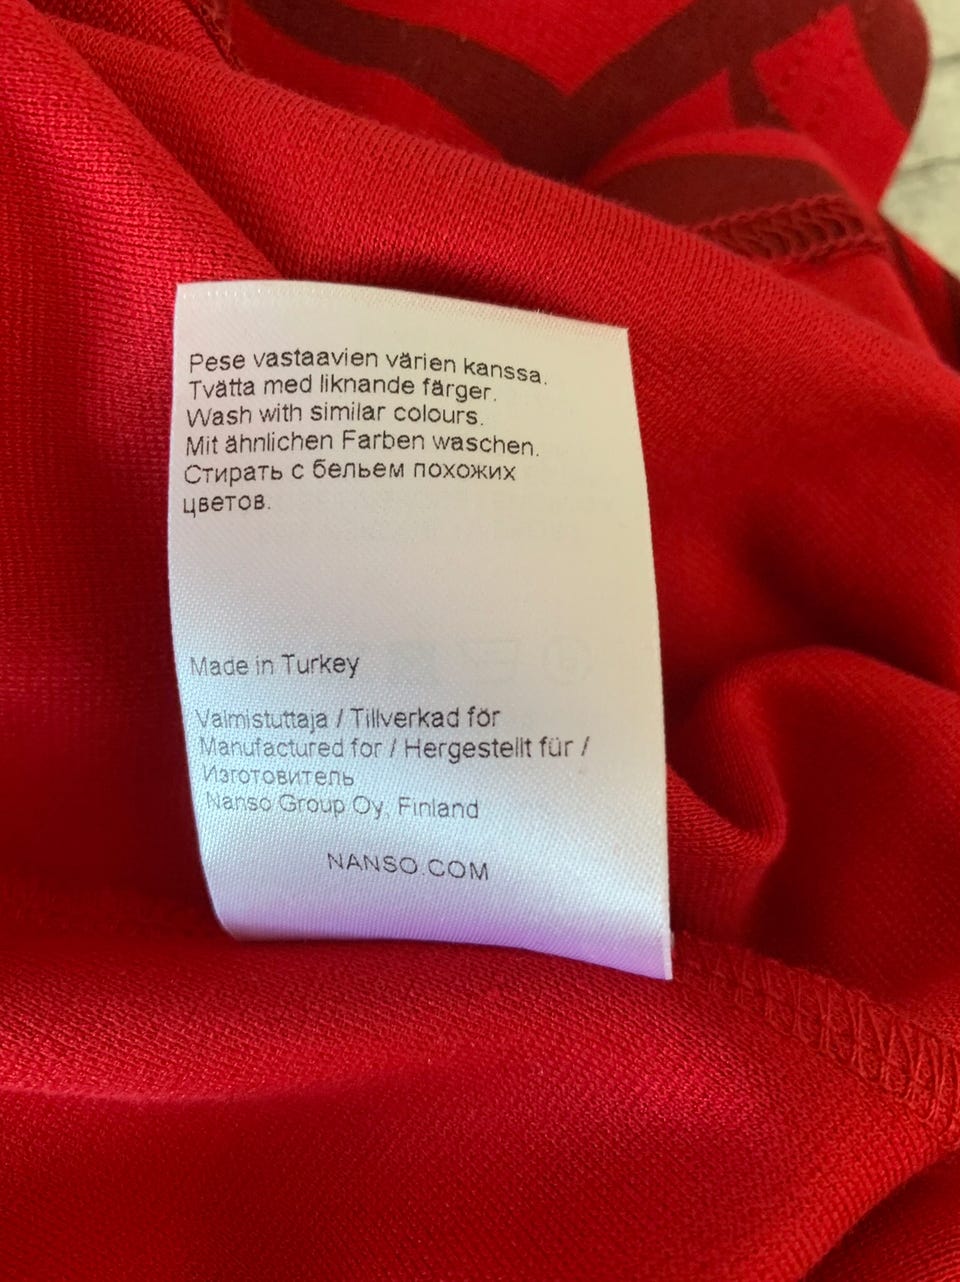 Pese vastaavien värien kanssa.
Tvätta med liknande färger.
Wash with similar colours.
Mit ähnlichen Farben waschen.
Стирать с бельем похожих
цветов.
Made in Turkey
Valmistuttaja / Tillverkad för
Manufactured for / Hergestellt für /
Изготовитель
Nanso Group Oy, Finland
NANSO.COM